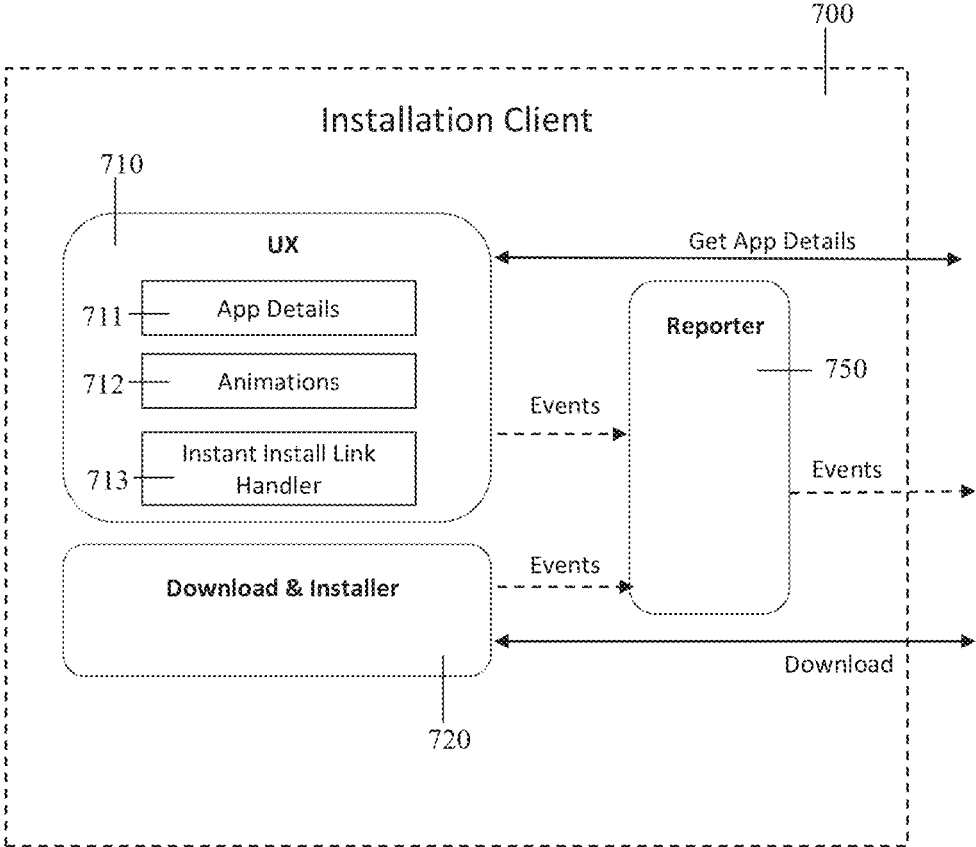 700
Installation Client
710
UX
Get App Details
711
App Details
Reporter
712
Animations
750
Events
713
Instant Install Link
Handler
Events
Events
Download & Installer
Download
720